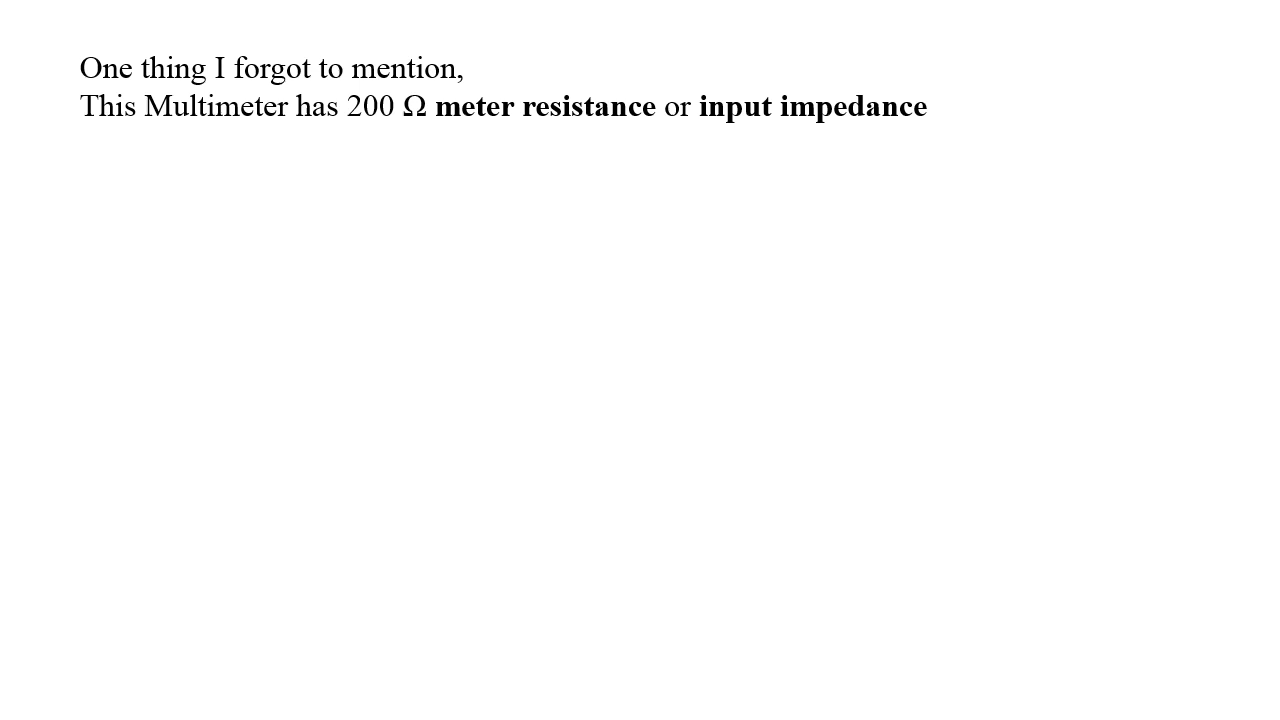 One thing I forgot to mention,
This Multimeter has 200 Ω meter resistance or input impedance